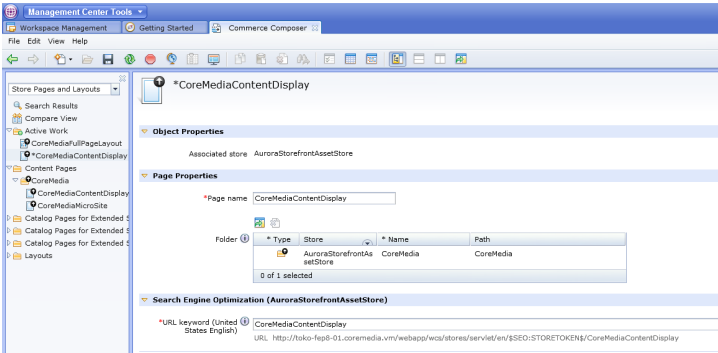 Management Center Tools
Workspace Management
Getting Started
Commerce Composer
File Edit View Help
Store Pages and Layouts
Search Results
Compare View
Active Work
CoreMediaFullPageLayout
*CoreMediaContentDisplay
Content Pages
CoreMedia
CoreMediaContentDisplay
CoreMediaMicroSite
Catalog Pages for Extended S
Catalog Pages for Extended S
Catalog Pages for Extended S
Layouts
*CoreMediaContentDisplay
Object Properties
Associated store AuroraStorefrontAssetStore
Page Properties
*Page name CoreMediaContentDisplay
Folder
* Type Store * Name Path
AuroraStorefrontAs
setStore CoreMedia CoreMedia
0 of 1 selected
Search Engine Optimization (AuroraStorefrontAssetStore)
*URL keyword (United
States English) CoreMediaContentDisplay
URL http://toko-fep8-01.coremedia.vm/webapp/wcs/stores/servlet/en/$SEO:STORETOKEN$/CoreMediaContentDisplay